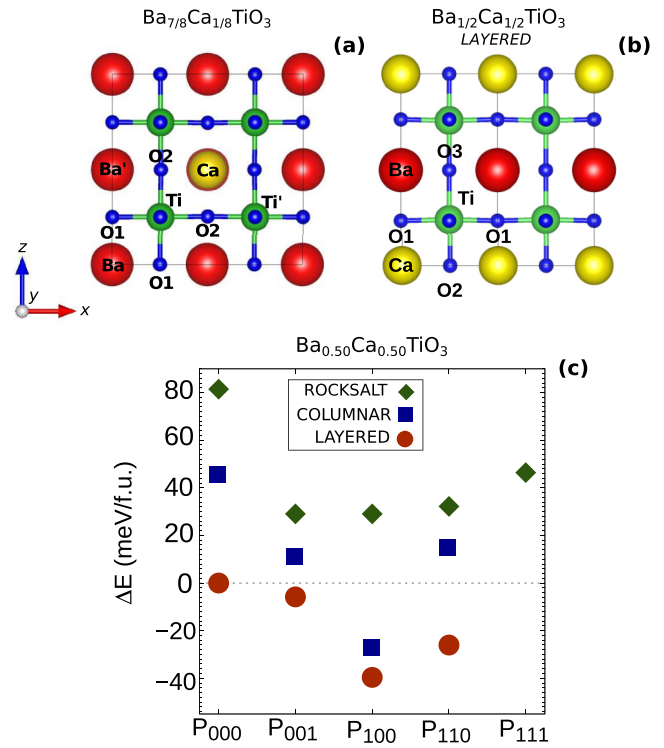 Ba7/8Ca1/8TiO3
(a)
Ba' Ca
O2
Ti Ti'
O1 O2
Ba
O1
z
y
x
Ba1/2Ca1/2TiO3
LAYERED
(b)
O3
Ba
Ti
O1 O1
Ca
O2
Ba0.50Ca0.50TiO3
(c)
ROCKSALT
COLUMNAR
LAYERED
ΔE (meV/f.u.)
80
60
40
20
0
−20
−40
P000 P001 P100 P110 P111